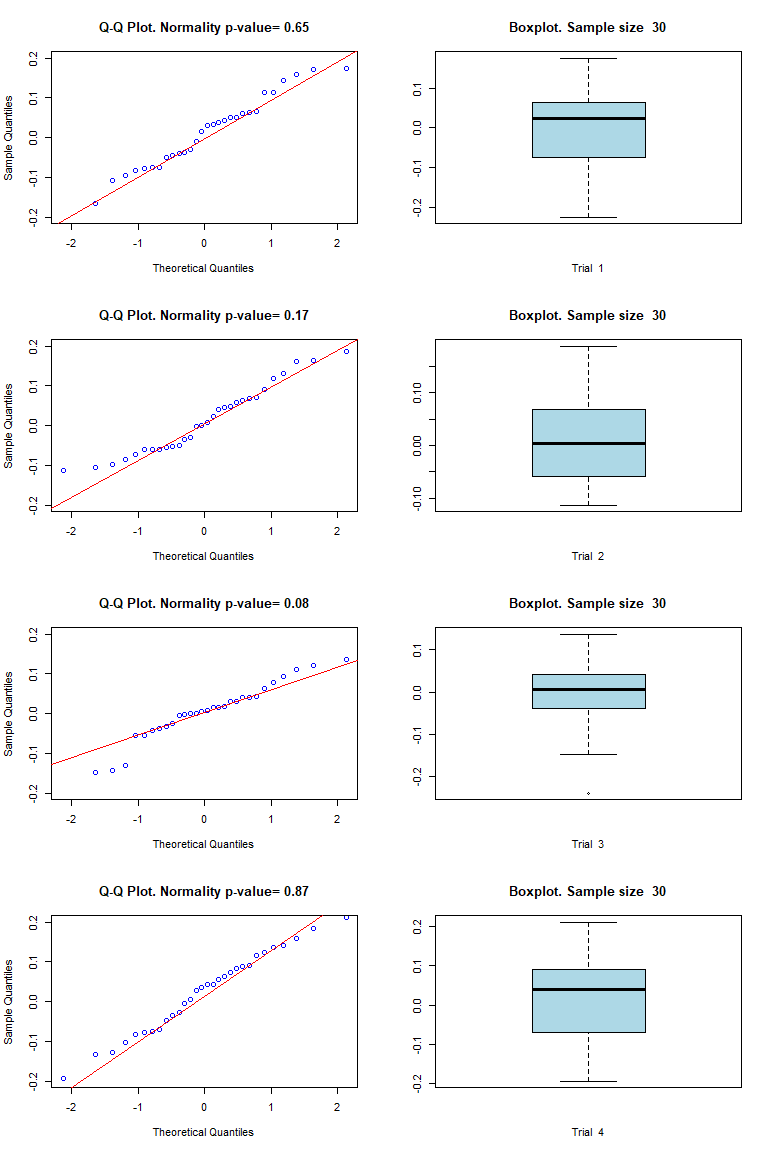 Q-Q Plot. Normality p-value= 0.65
Boxplot. Sample size  30
Sample Quantiles
0.2
0.1
0.0
-0.1
-0.2
-2
-1
0
1
2
Theoretical Quantiles
0.1
0.0
-0.1
-0.2
Trial  1
Q-Q Plot. Normality p-value= 0.17
Boxplot. Sample size  30
Sample Quantiles
0.2
0.1
0.0
-0.1
-0.2
-2
-1
0
1
2
Theoretical Quantiles
0.10
0.00
-0.10
Trial  2
Q-Q Plot. Normality p-value= 0.08
Boxplot. Sample size  30
Sample Quantiles
0.2
0.1
0.0
-0.1
-0.2
-2
-1
0
1
2
Theoretical Quantiles
0.1
0.0
-0.1
-0.2
Trial  3
Q-Q Plot. Normality p-value= 0.87
Boxplot. Sample size  30
Sample Quantiles
0.2
0.1
0.0
-0.1
-0.2
-2
-1
0
1
2
Theoretical Quantiles
0.2
0.1
0.0
-0.1
-0.2
Trial  4